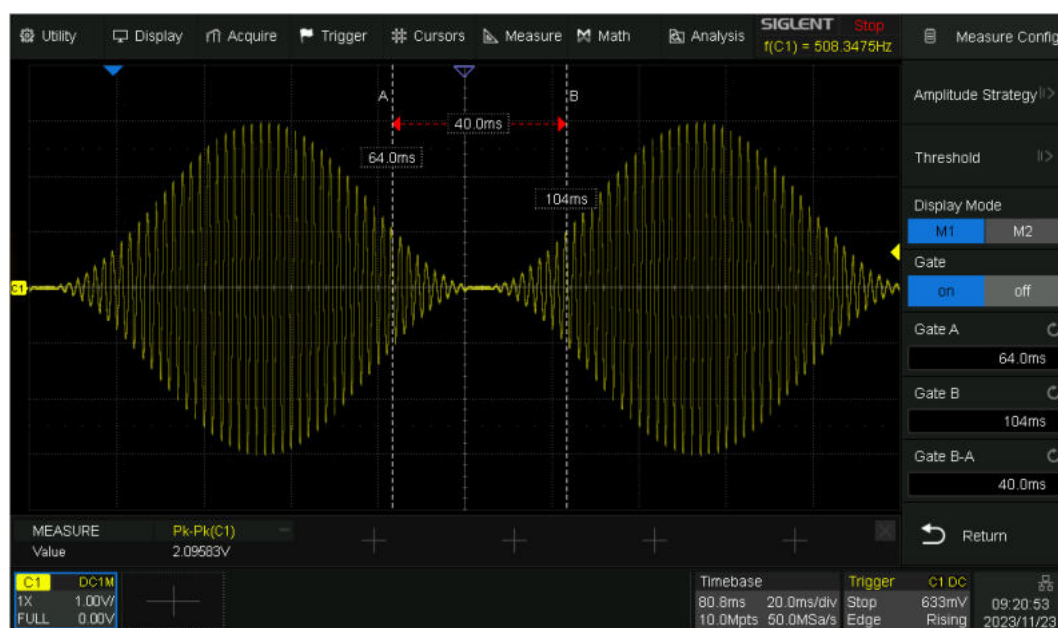 Utility Display Acquire Trigger Cursors Measure Math Analysis SIGLENT Stop Measure Config
f(C1) = 508.3475Hz
A B
40.0ms
64.0ms
104ms
C1
Amplitude Strategy
Threshold
Display Mode
M1 M2
Gate
on off
Gate A
64.0ms
Gate B
104ms
Gate B-A
40.0ms
Return
MEASURE Pk-Pk(C1)
Value 2.09583V
C1 DC1M
1X 1.00V/
FULL 0.00V
Timebase
80.8ms 20.0ms/div
10.0Mpts 50.0MSa/s
Trigger C1 DC
Stop 633mV
Edge Rising
09:20:53
2023/11/23